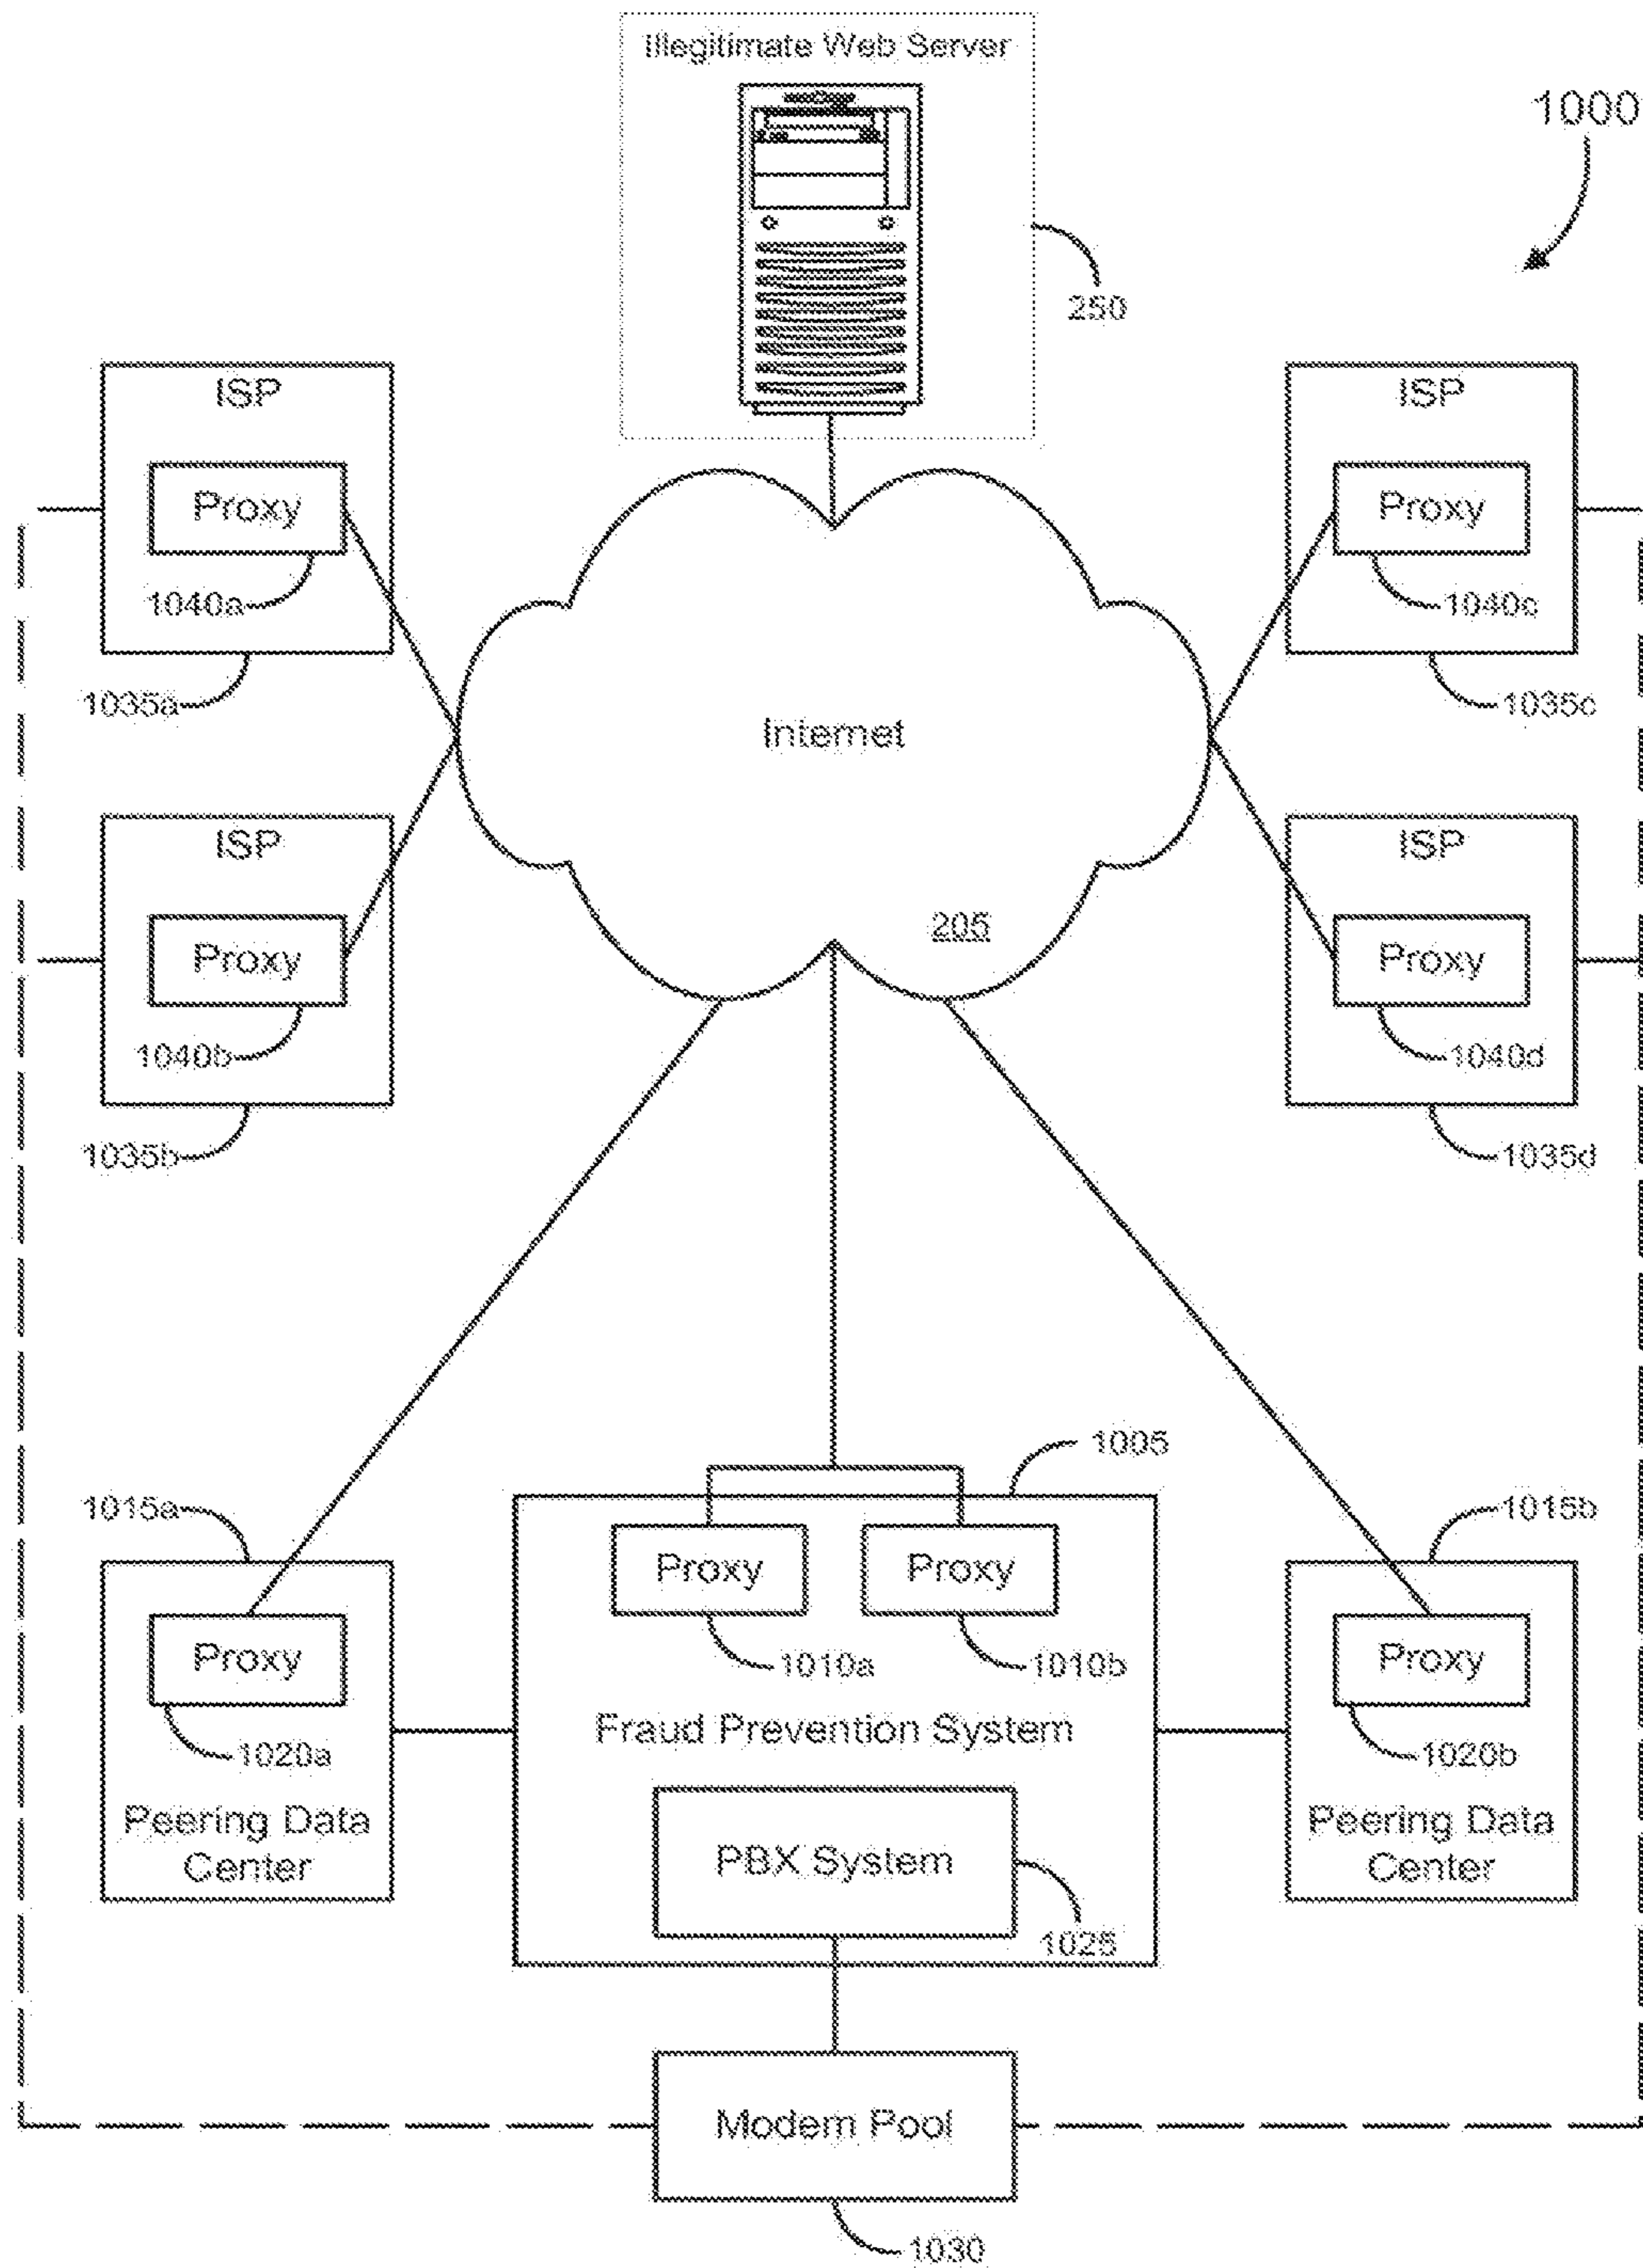 Illegitimate Web Server
1000
250
ISP
Proxy
1040a
1035a
ISP
Proxy
1040c
1035c
Internet
205
ISP
Proxy
1040b
1035b
ISP
Proxy
1040d
1035d
1005
1015a
Proxy
1020a
Peering Data
Center
Proxy
1010a
Proxy
1010b
Fraud Prevention System
PBX System
1025
1015b
Proxy
1020b
Peering Data
Center
Modem Pool
1030